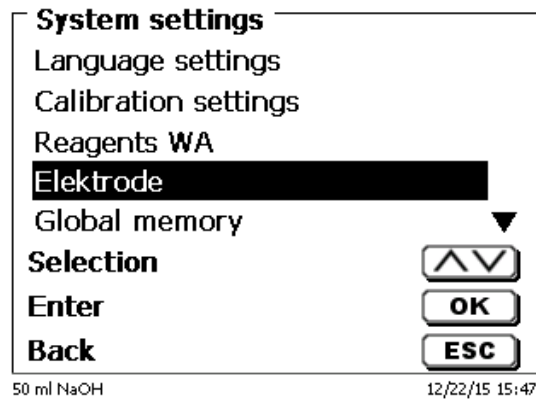 System settings
Language settings
Calibration settings
Reagents WA
Elektrode
Global memory
Selection
Enter OK
Back ESC
50 ml NaOH 12/22/15 15:47